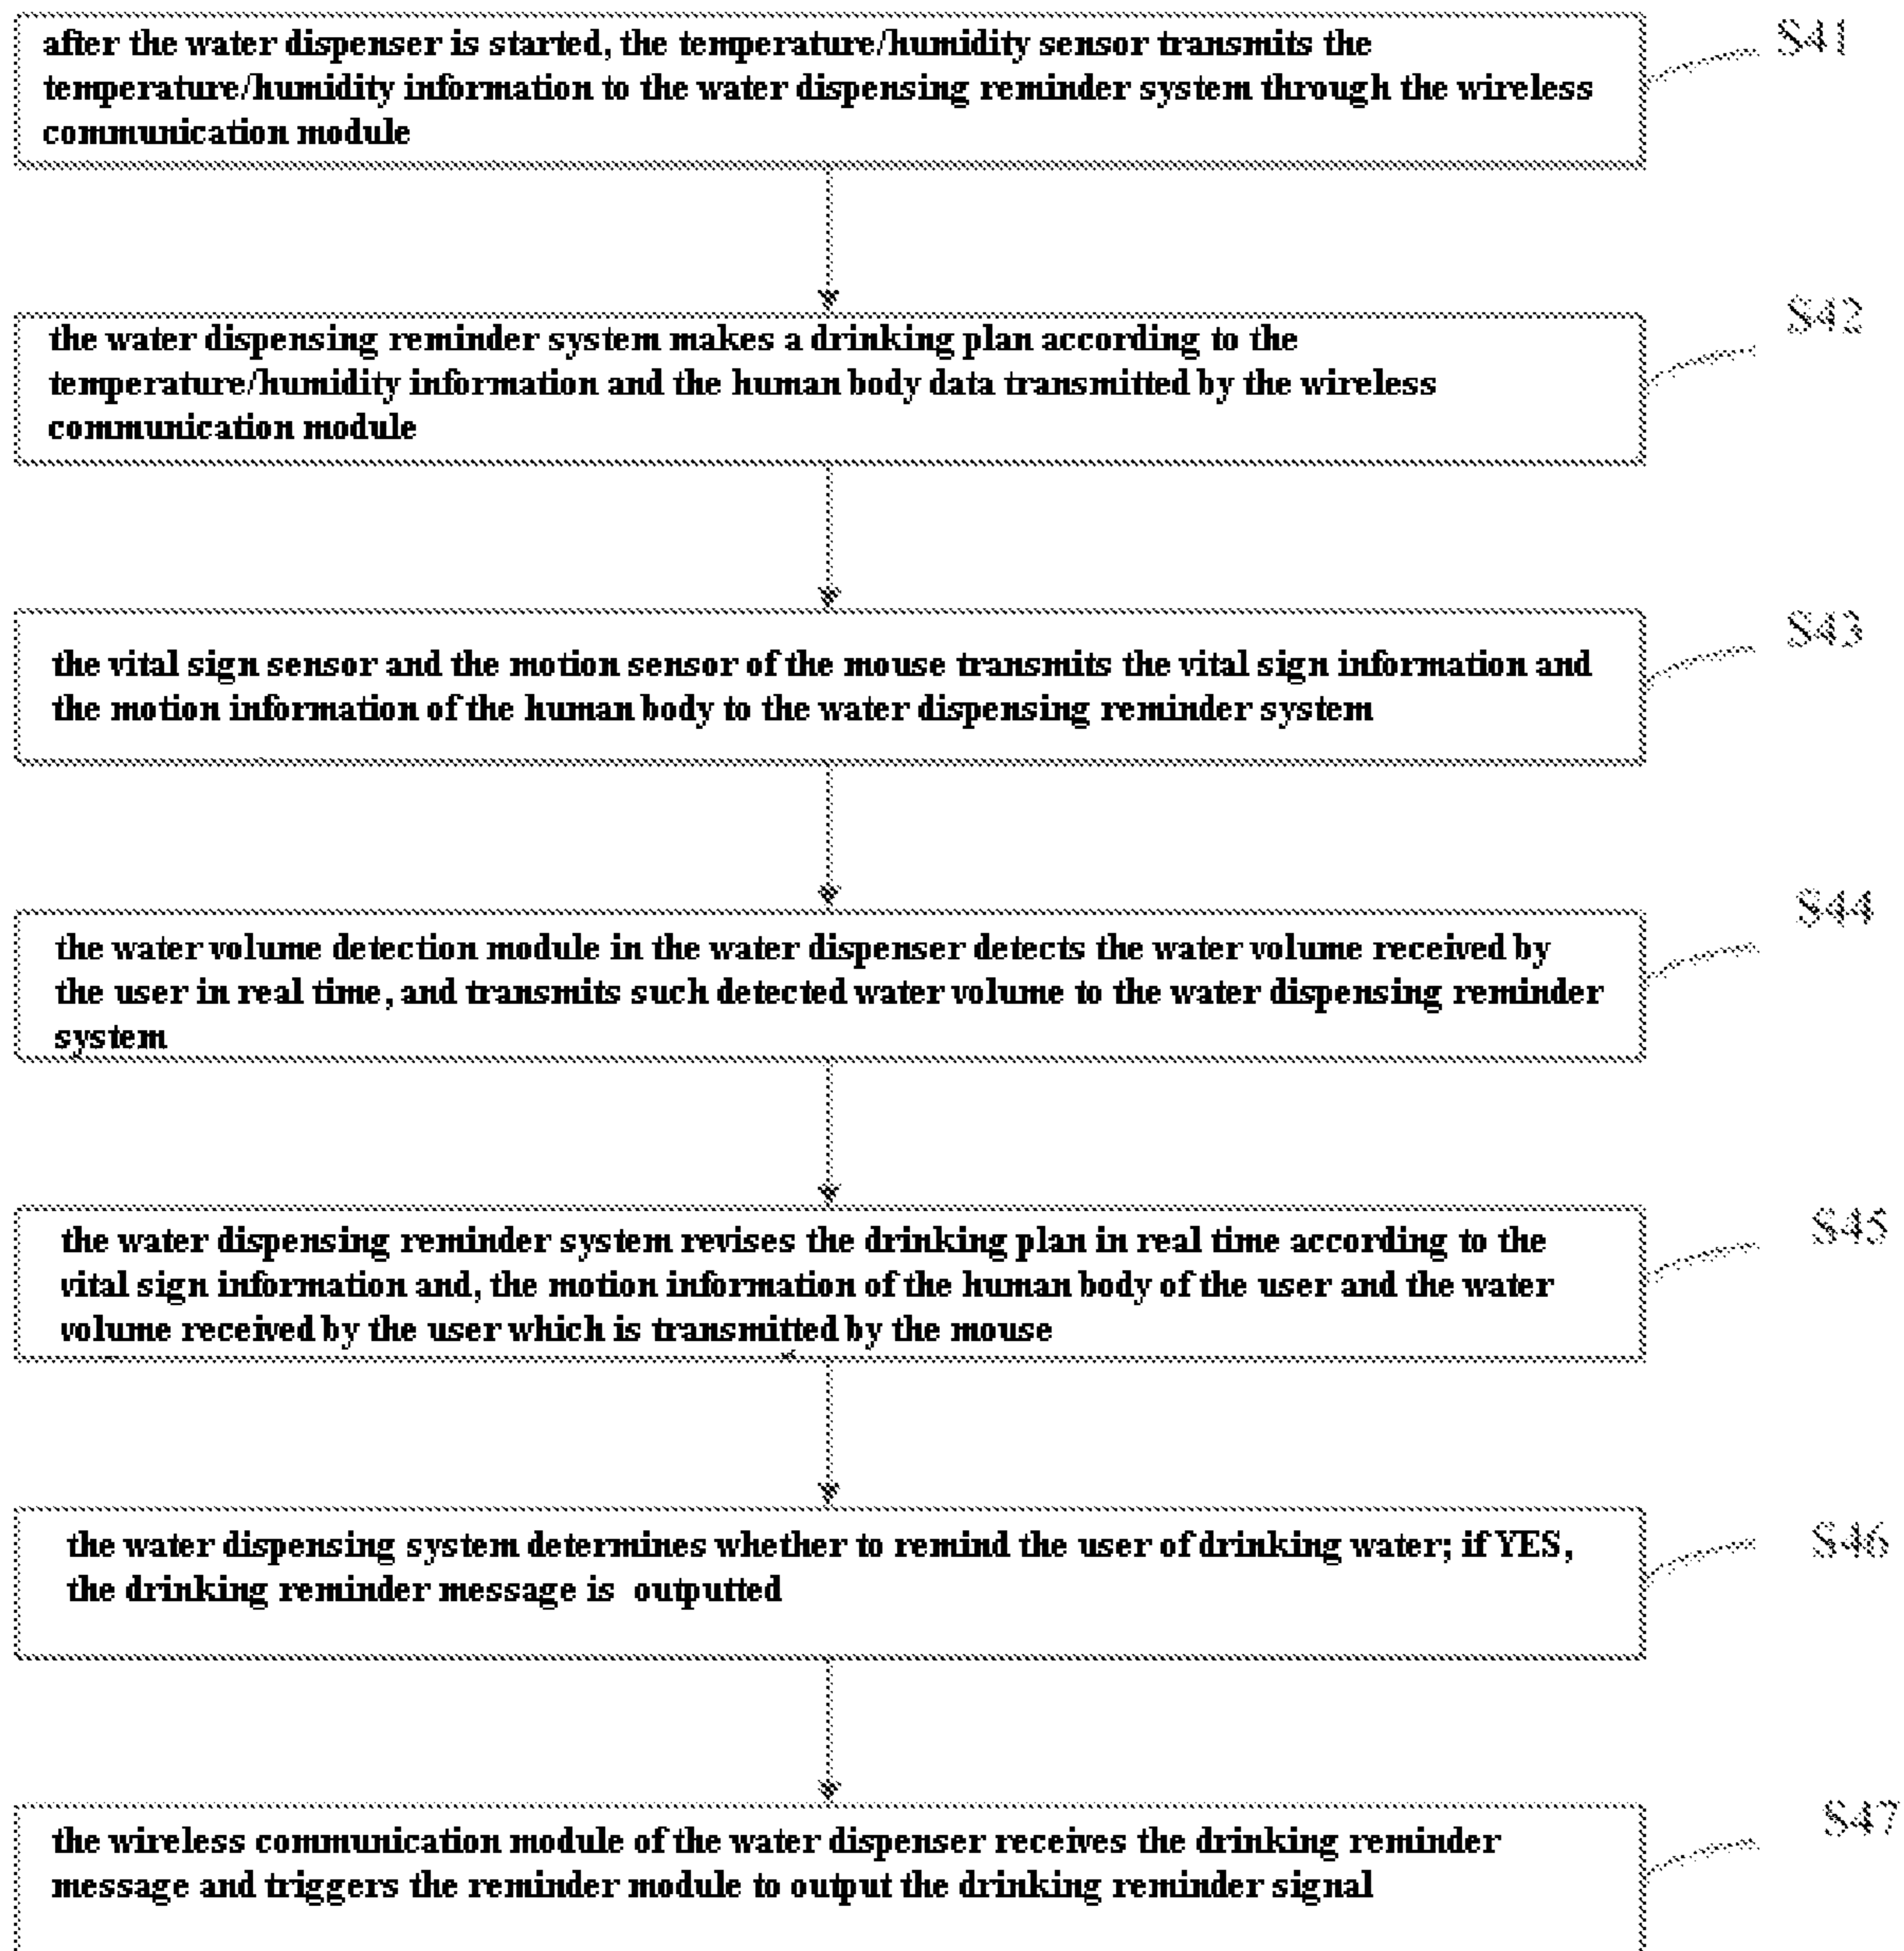 after the water dispenser is started, the temperature/humidity sensor transmits the
temperature/humidity information to the water dispensing reminder system through the wireless
communication module
S41
the water dispensing reminder system makes a drinking plan according to the
temperature/humidity information and the human body data transmitted by the wireless
communication module
S42
the vital sign sensor and the motion sensor of the mouse transmits the vital sign information and
the motion information of the human body to the water dispensing reminder system
S43
the water volume detection module in the water dispenser detects the water volume received by
the user in real time, and transmits such detected water volume to the water dispensing reminder
system
S44
the water dispensing reminder system revises the drinking plan in real time according to the
vital sign information and, the motion information of the human body of the user and the water
volume received by the user which is transmitted by the mouse
S45
the water dispensing system determines whether to remind the user of drinking water; if YES,
the drinking reminder message is outputted
S46
the wireless communication module of the water dispenser receives the drinking reminder
message and triggers the reminder module to output the drinking reminder signal
S47